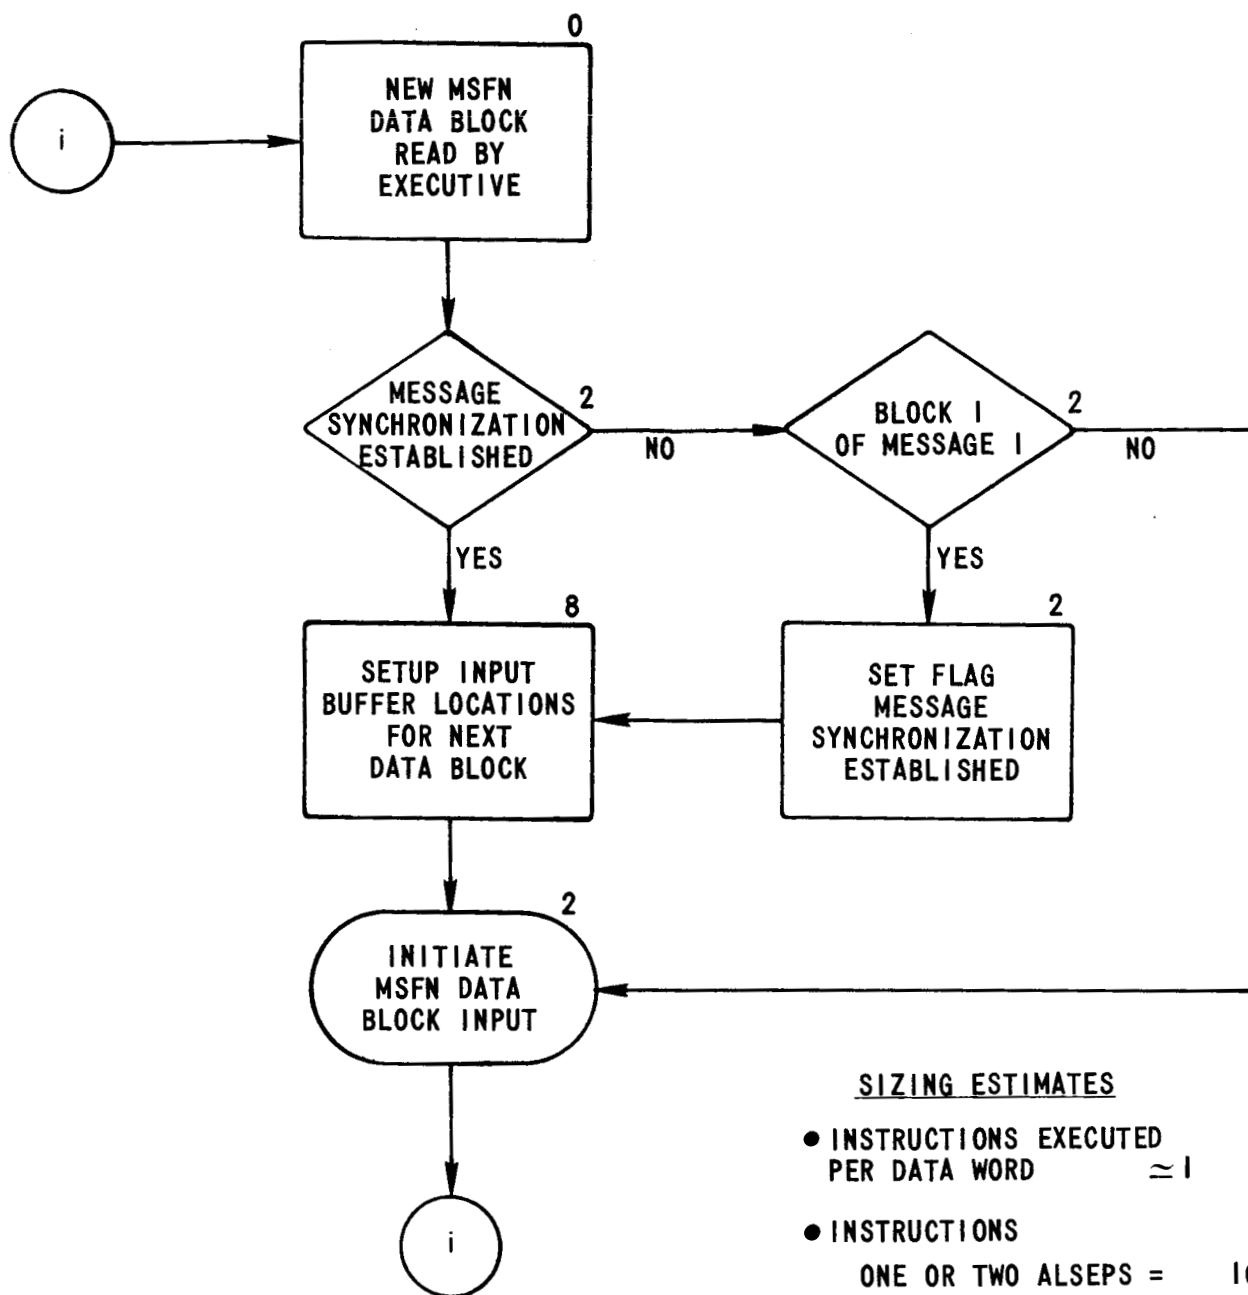 0
NEW MSFN
DATA BLOCK
READ BY
EXECUTIVE
i
MESSAGE
SYNCHRONIZATION
ESTABLISHED
2
NO
BLOCK 1
OF MESSAGE 1
2
NO
YES
YES
8
SETUP INPUT
BUFFER LOCATIONS
FOR NEXT
DATA BLOCK
2
SET FLAG
MESSAGE
SYNCHRONIZATION
ESTABLISHED
2
INITIATE
MSFN DATA
BLOCK INPUT
SIZING ESTIMATES
● INSTRUCTIONS EXECUTED
PER DATA WORD ≃ 1
● INSTRUCTIONS
ONE OR TWO ALSEPS =
i